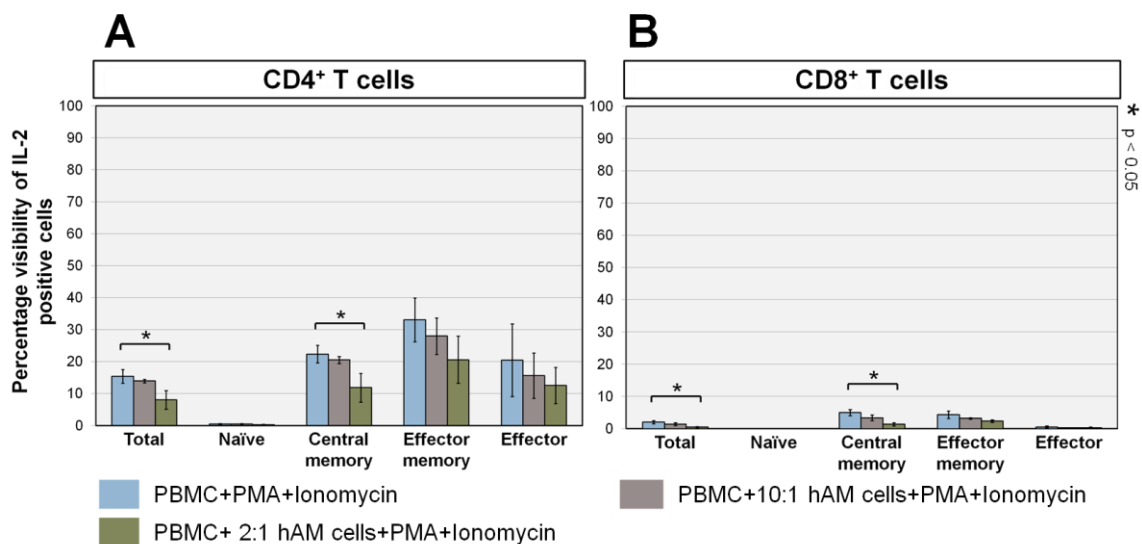 A
CD4⁺ T cells
Percentage visibility of IL-2
positive cells
100
90
80
70
60
50
40
30
20
10
0
*
*
Total
Naïve
Central
memory
Effector
memory
Effector
B
CD8⁺ T cells
100
90
80
70
60
50
40
30
20
10
0
*
*
Total
Naïve
Central
memory
Effector
memory
Effector
* p < 0.05
PBMC+PMA+Ionomycin
PBMC+10:1 hAM cells+PMA+Ionomycin
PBMC+ 2:1 hAM cells+PMA+Ionomycin